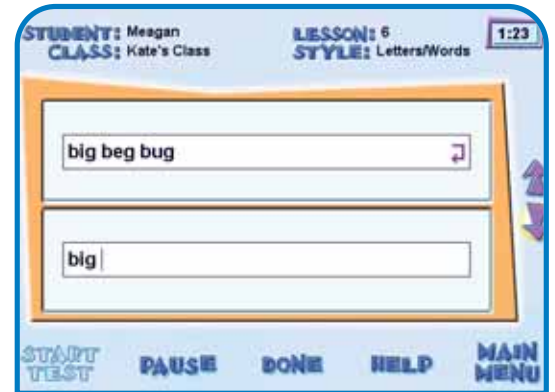 STUDENT: Meagan
CLASS: Kate's Class
LESSON: 6
STYLE: Letters/Words
1:23
big beg bug
big
START TEST
PAUSE
DONE
HELP
MAIN MENU